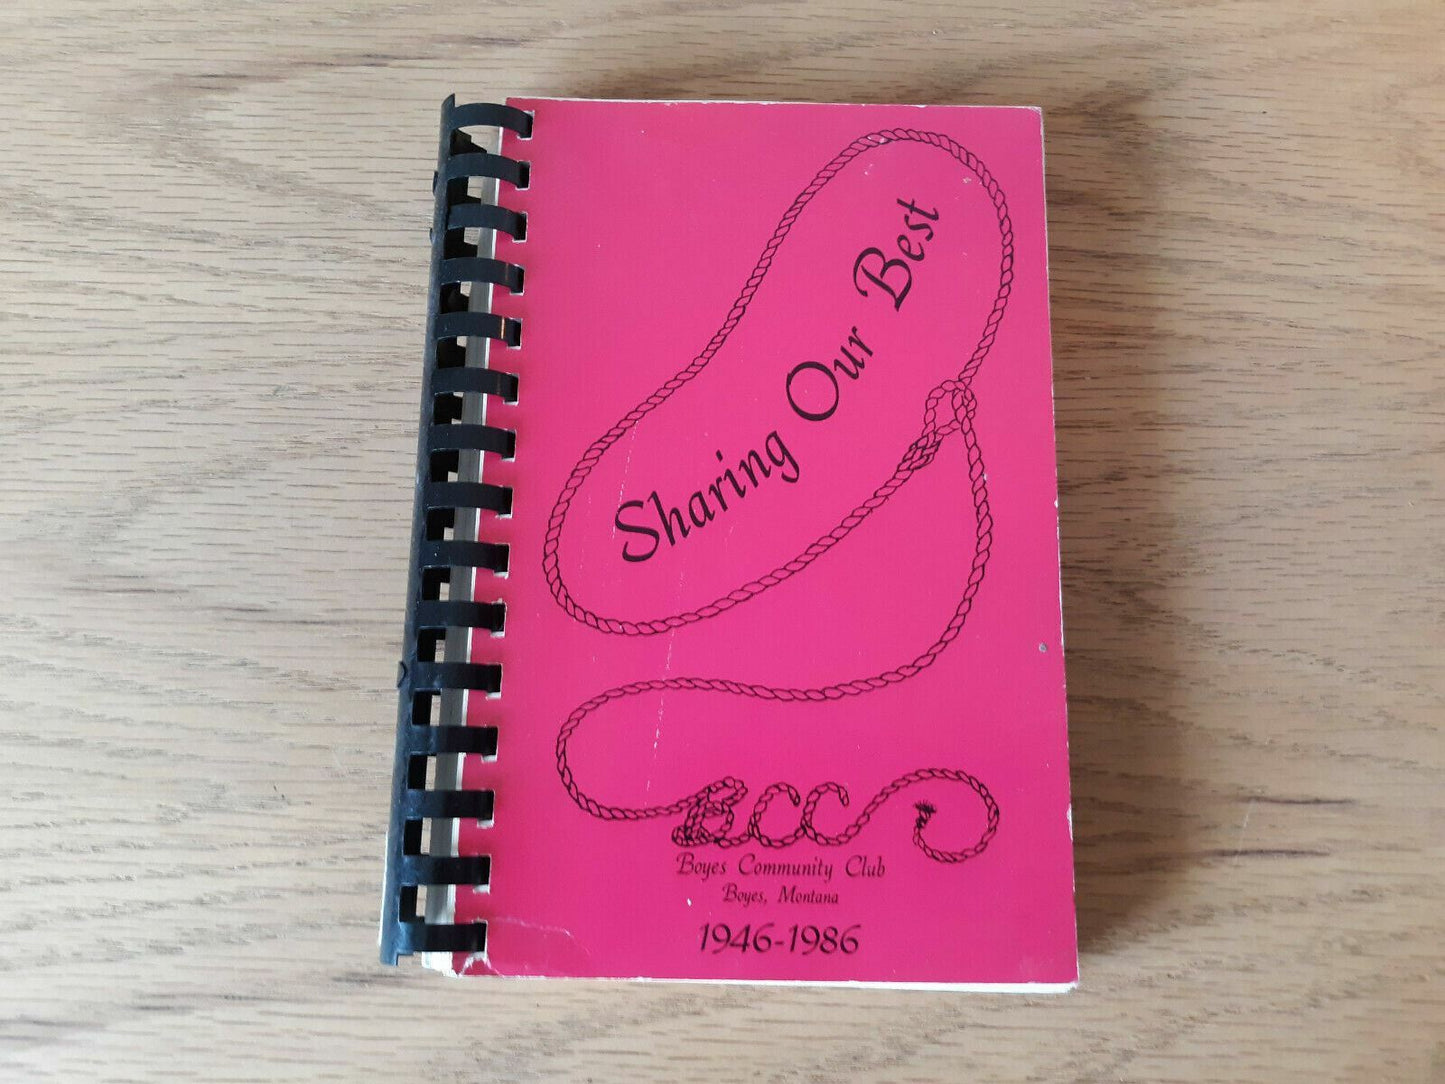 Sharing Our Best
BCC
Boyes Community Club
Boyes, Montana
1946-1986